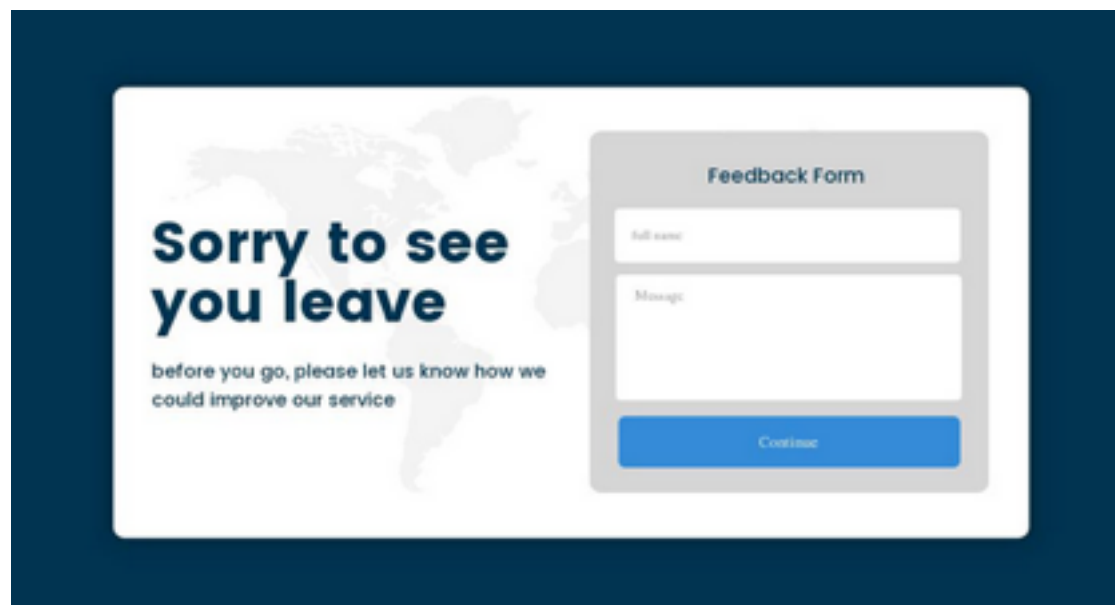 Sorry to see
you leave
before you go, please let us know how we
could improve our service
Feedback Form
full name
Message
Continue